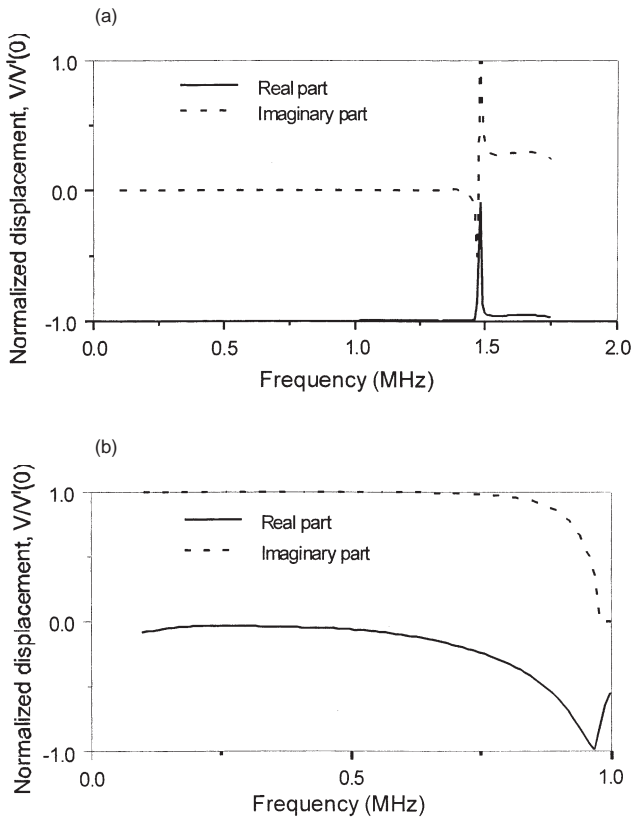 (a)
Normalized displacement, V/V^I(0)
1.0
0.0
-1.0
Real part
Imaginary part
0.0 0.5 1.0 1.5 2.0
Frequency (MHz)
(b)
Normalized displacement, V/V^I(0)
1.0
0.0
-1.0
Real part
Imaginary part
0.0 0.5 1.0
Frequency (MHz)